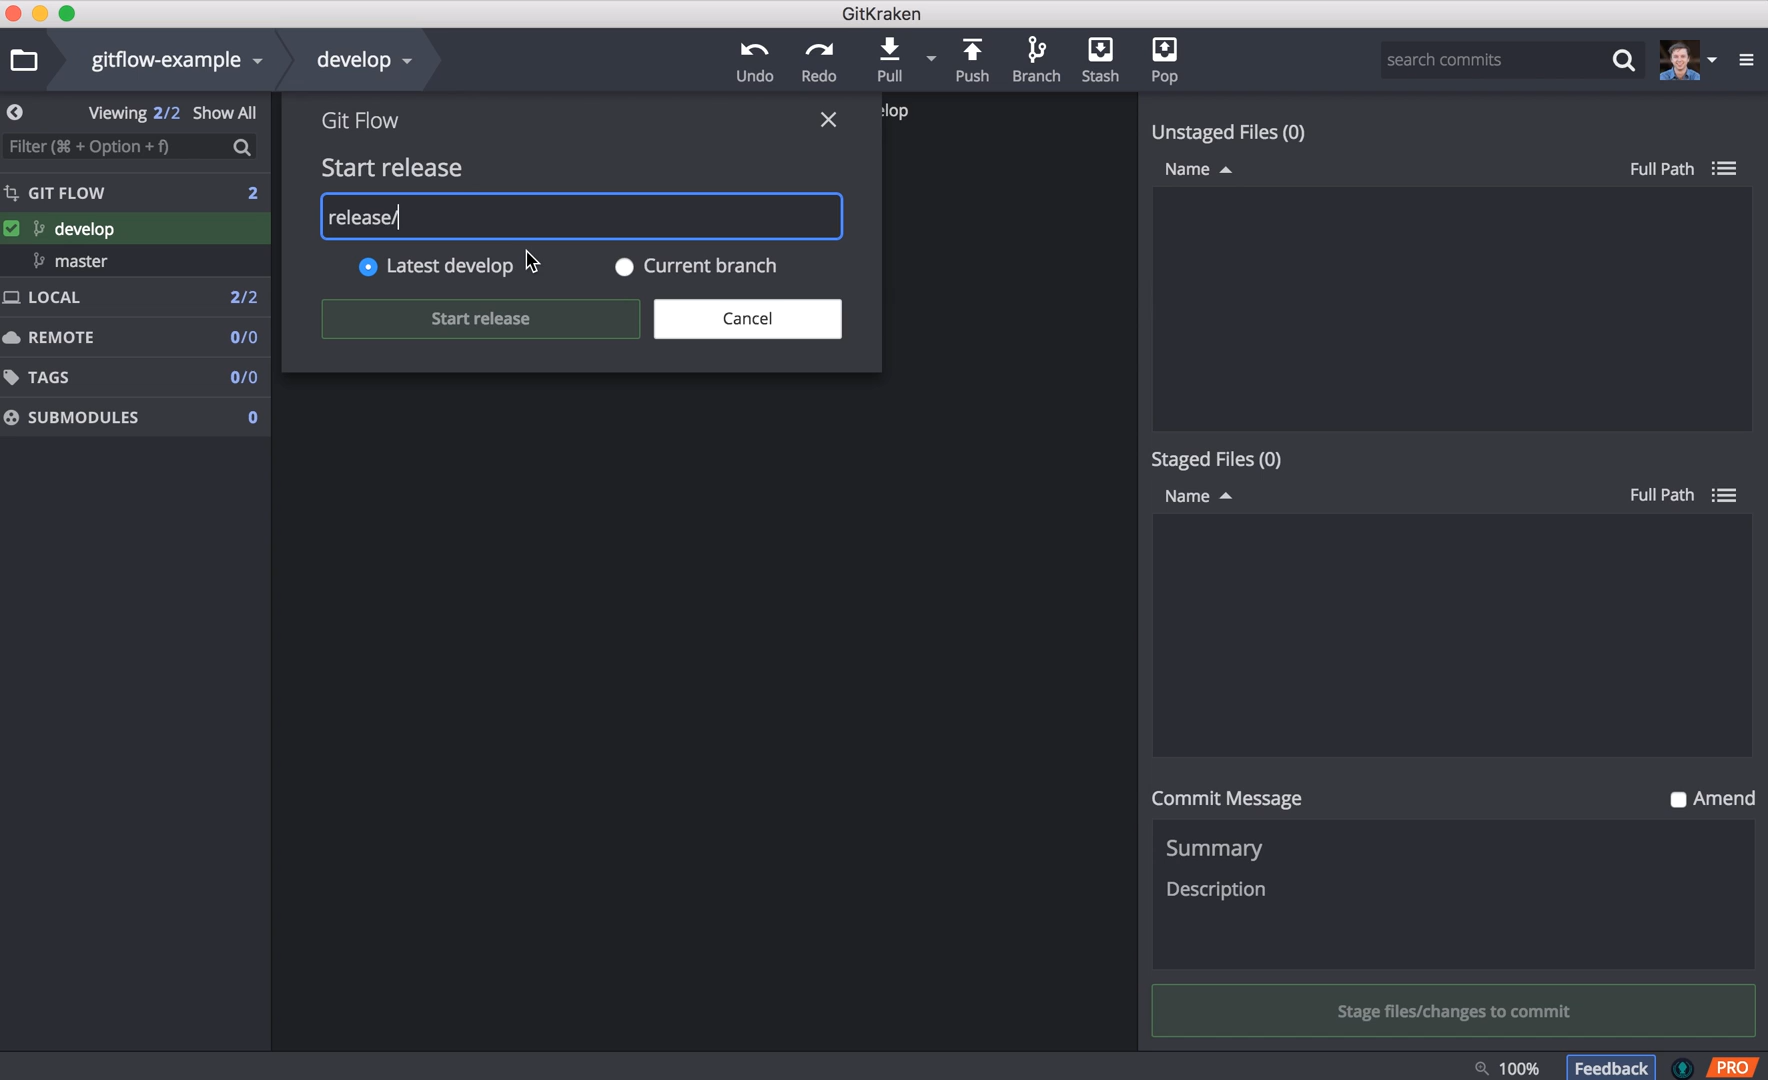 GitKraken
gitflow-example
develop
Undo
Redo
Pull
Push
Branch
Stash
Pop
search commits
Viewing 2/2 Show All
Filter (⌘ + Option + f)
GIT FLOW 2
develop
master
LOCAL 2/2
REMOTE 0/0
TAGS 0/0
SUBMODULES 0
Git Flow
elop
Start release
release/
Latest develop
Current branch
Start release
Cancel
Unstaged Files (0)
Name
Full Path
Staged Files (0)
Name
Full Path
Commit Message
Amend
Summary
Description
Stage files/changes to commit
100%
Feedback
PRO